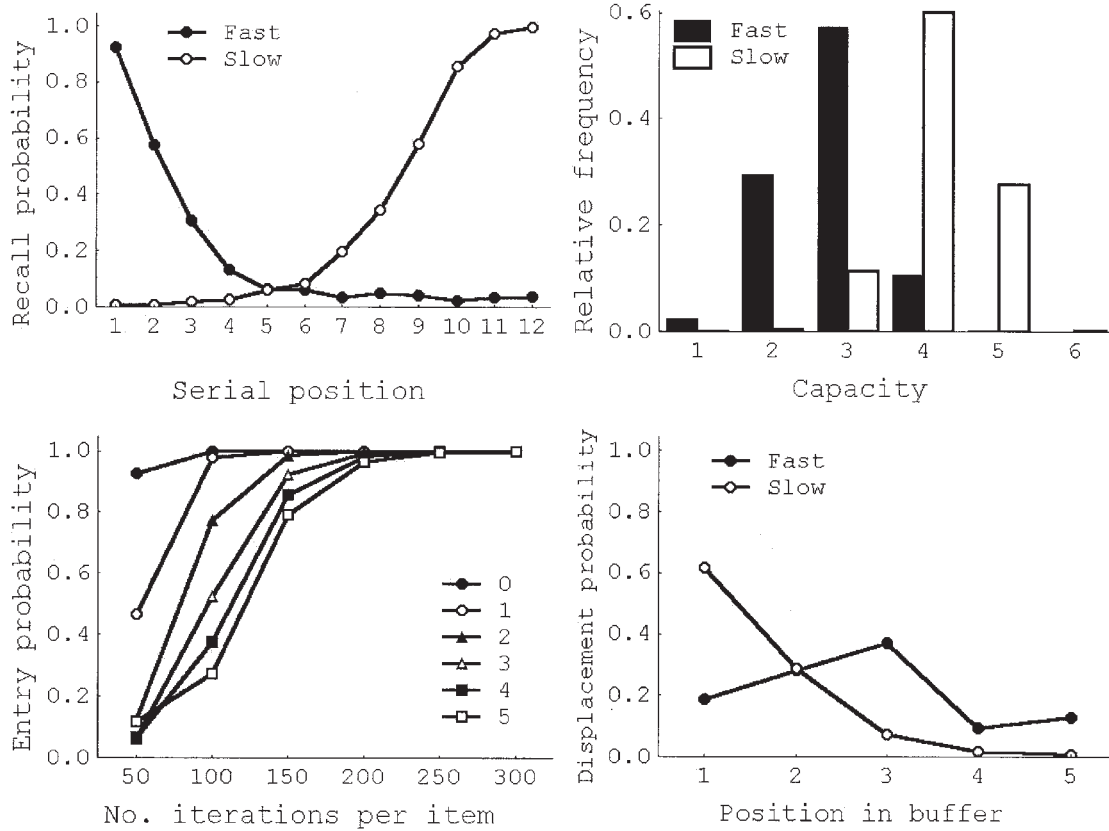 Recall probability
1.0
0.8
0.6
0.4
0.2
0.0
Fast
Slow
1 2 3 4 5 6 7 8 9 10 11 12
Serial position
Relative frequency
0.6
0.4
0.2
0.0
Fast
Slow
1 2 3 4 5 6
Capacity
Entry probability
1.0
0.8
0.6
0.4
0.2
0.0
0
1
2
3
4
5
50 100 150 200 250 300
No. iterations per item
Displacement probability
1.0
0.8
0.6
0.4
0.2
0.0
Fast
Slow
1 2 3 4 5
Position in buffer